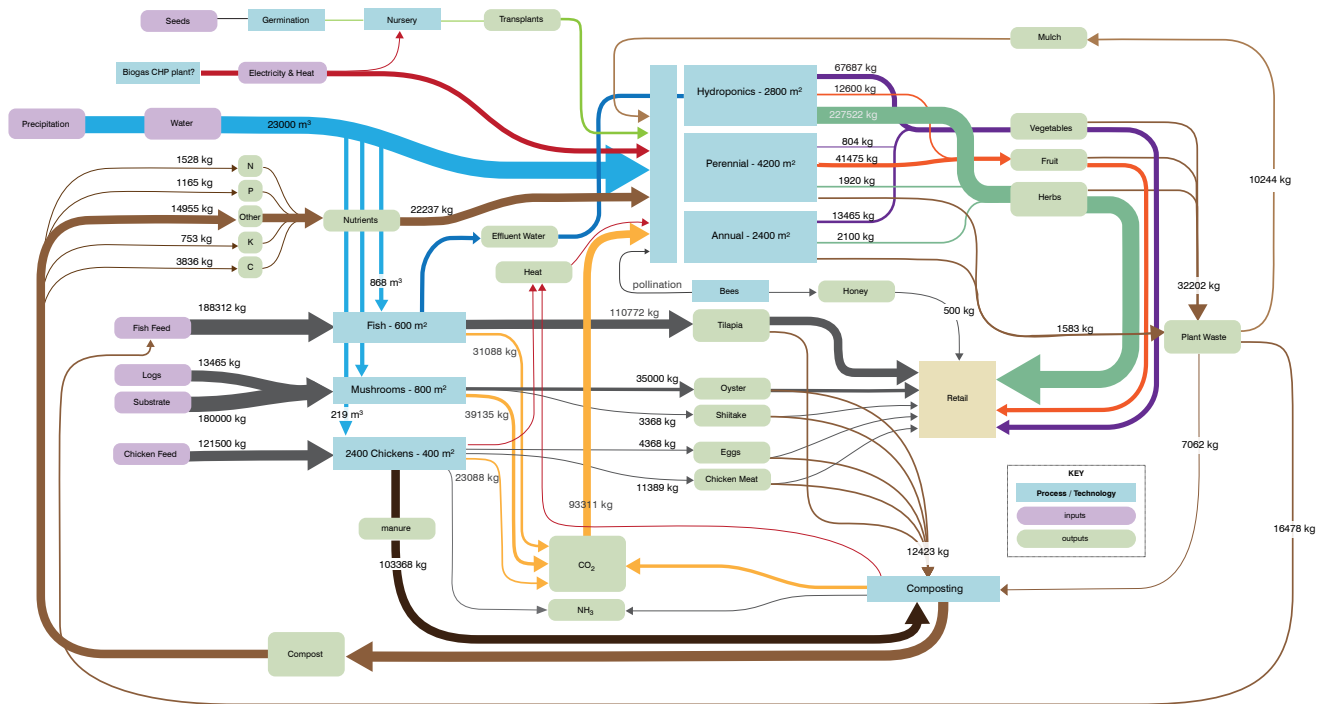 Seeds
Germination
Nursery
Transplants
Mulch
Biogas CHP plant?
Electricity & Heat
67687 kg
Hydroponics - 2800 m²
12600 kg
227522 kg
Precipitation
Water
23000 m³
Vegetables
804 kg
1528 kg
N
Perennial - 4200 m²
41475 kg
Fruit
1165 kg
P
1920 kg
10244 kg
14955 kg
Other
Nutrients
22237 kg
13465 kg
Herbs
753 kg
K
Effluent Water
Annual - 2400 m²
2100 kg
3836 kg
C
Heat
868 m³
pollination
Bees
Honey
32202 kg
188312 kg
110772 kg
500 kg
Fish Feed
Fish - 600 m²
Tilapia
1583 kg
Plant Waste
31088 kg
13465 kg
Logs
Mushrooms - 800 m²
35000 kg
Oyster
Retail
Substrate
180000 kg
219 m³
39135 kg
Shiitake
3368 kg
121500 kg
4368 kg
Eggs
7062 kg
Chicken Feed
2400 Chickens - 400 m²
23088 kg
11389 kg
Chicken Meat
KEY
Process / Technology
inputs
outputs
93311 kg
manure
16478 kg
103368 kg
CO₂
12423 kg
Composting
NH₃
Compost